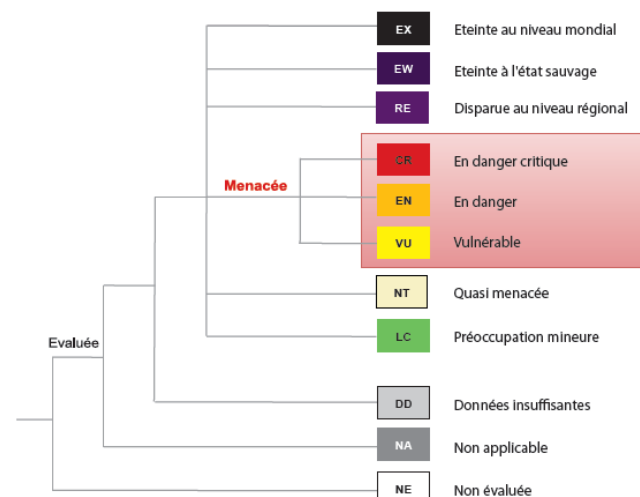 EX Eteinte au niveau mondial
EW Eteinte à l'état sauvage
RE Disparue au niveau régional
CR En danger critique
Menacée
EN En danger
VU Vulnérable
NT Quasi menacée
LC Préoccupation mineure
Evaluée
DD Données insuffisantes
NA Non applicable
NE Non évaluée